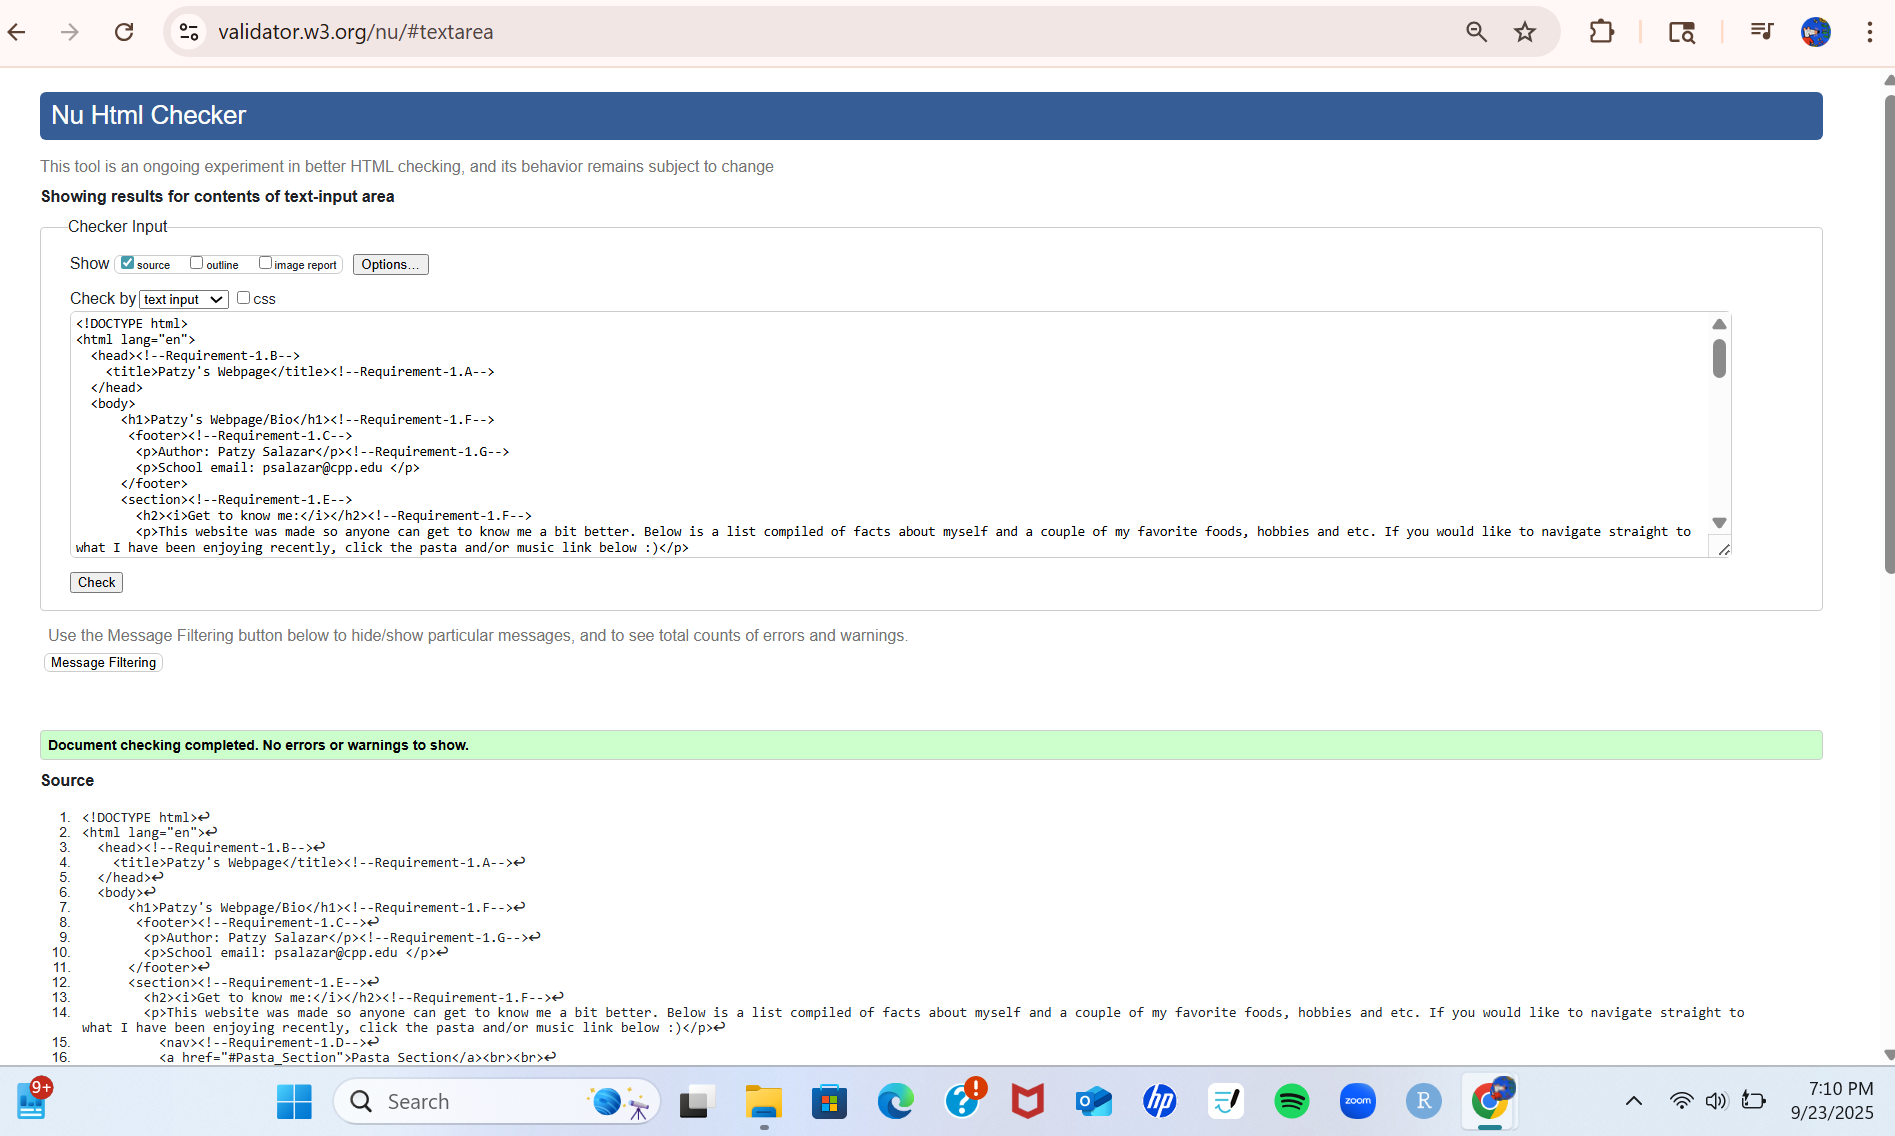 validator.w3.org/nu/#textarea
Nu Html Checker
This tool is an ongoing experiment in better HTML checking, and its behavior remains subject to change
Showing results for contents of text-input area
Checker Input
Show source outline image report Options...
Check by text input css
<!DOCTYPE html>
<html lang="en">
<head><!--Requirement-1.B-->
<title>Patzy's Webpage</title><!--Requirement-1.A-->
</head>
<body>
<h1>Patzy's Webpage/Bio</h1><!--Requirement-1.F-->
<footer><!--Requirement-1.C-->
<p>Author: Patzy Salazar</p><!--Requirement-1.G-->
<p>School email: psalazar@cpp.edu </p>
</footer>
<section><!--Requirement-1.E-->
<h2><i>Get to know me:</i></h2><!--Requirement-1.F-->
<p>This website was made so anyone can get to know me a bit better. Below is a list compiled of facts about myself and a couple of my favorite foods, hobbies and etc. If you would like to navigate straight to
what I have been enjoying recently, click the pasta and/or music link below :)</p>
Check
Use the Message Filtering button below to hide/show particular messages, and to see total counts of errors and warnings.
Message Filtering
Document checking completed. No errors or warnings to show.
Source
1. <!DOCTYPE html>↩
2. <html lang="en">↩
3. <head><!--Requirement-1.B-->↩
4. <title>Patzy's Webpage</title><!--Requirement-1.A-->↩
5. </head>↩
6. <body>↩
7. <h1>Patzy's Webpage/Bio</h1><!--Requirement-1.F-->↩
8. <footer><!--Requirement-1.C-->↩
9. <p>Author: Patzy Salazar</p><!--Requirement-1.G-->↩
10. <p>School email: psalazar@cpp.edu </p>↩
11. </footer>↩
12. <section><!--Requirement-1.E-->↩
13. <h2><i>Get to know me:</i></h2><!--Requirement-1.F-->↩
14. <p>This website was made so anyone can get to know me a bit better. Below is a list compiled of facts about myself and a couple of my favorite foods, hobbies and etc. If you would like to navigate straight to
what I have been enjoying recently, click the pasta and/or music link below :)</p>↩
15. <nav><!--Requirement-1.D-->↩
16. <a href="#Pasta_Section">Pasta Section</a><br><br>↩
9+
Search
hp
zoom
R
7:10 PM
9/23/2025